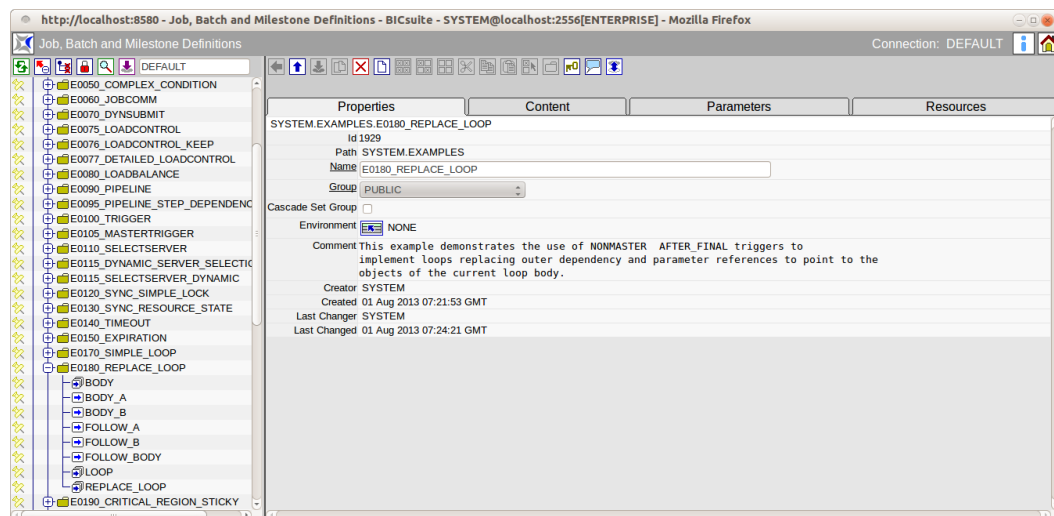 http://localhost:8580 - Job, Batch and Milestone Definitions - BICsuite - SYSTEM@localhost:2556[ENTERPRISE] - Mozilla Firefox
Job, Batch and Milestone Definitions
Connection: DEFAULT
DEFAULT
E0050_COMPLEX_CONDITION
E0060_JOBCOMM
E0070_DYNSUBMIT
E0075_LOADCONTROL
E0076_LOADCONTROL_KEEP
E0077_DETAILED_LOADCONTROL
E0080_LOADBALANCE
E0090_PIPELINE
E0095_PIPELINE_STEP_DEPENDENC
E0100_TRIGGER
E0105_MASTERTRIGGER
E0110_SELECTSERVER
E0115_DYNAMIC_SERVER_SELECTIO
E0115_SELECTSERVER_DYNAMIC
E0120_SYNC_SIMPLE_LOCK
E0130_SYNC_RESOURCE_STATE
E0140_TIMEOUT
E0150_EXPIRATION
E0170_SIMPLE_LOOP
E0180_REPLACE_LOOP
BODY
BODY_A
BODY_B
FOLLOW_A
FOLLOW_B
FOLLOW_BODY
LOOP
REPLACE_LOOP
E0190_CRITICAL_REGION_STICKY
Properties Content Parameters Resources
SYSTEM.EXAMPLES.E0180_REPLACE_LOOP
Id 1929
Path SYSTEM.EXAMPLES
Name E0180_REPLACE_LOOP
Group PUBLIC
Cascade Set Group
Environment NONE
Comment This example demonstrates the use of NONMASTER AFTER_FINAL triggers to
implement loops replacing outer dependency and parameter references to point to the
objects of the current loop body.
Creator SYSTEM
Created 01 Aug 2013 07:21:53 GMT
Last Changer SYSTEM
Last Changed 01 Aug 2013 07:24:21 GMT